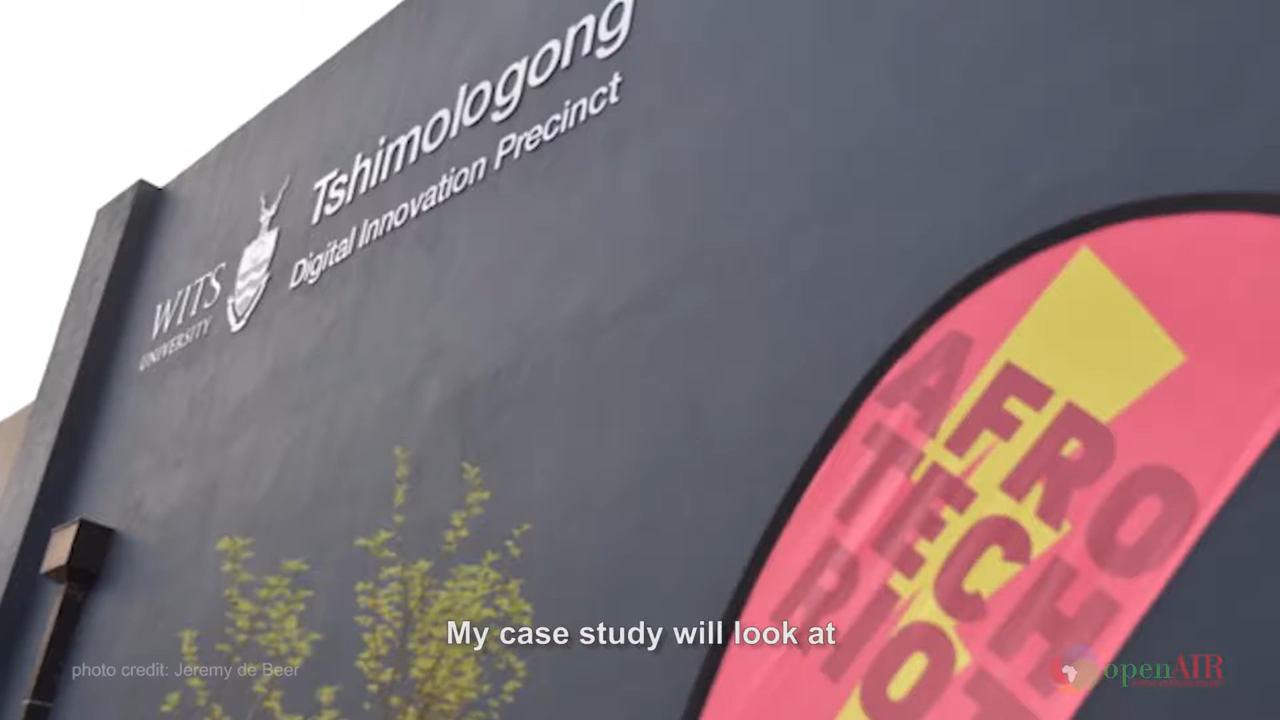 Tshimologong
Digital Innovation Precinct
WITS
UNIVERSITY
AFRO
TECH
RIOT
My case study will look at
photo credit: Jeremy de Beer
openAIR